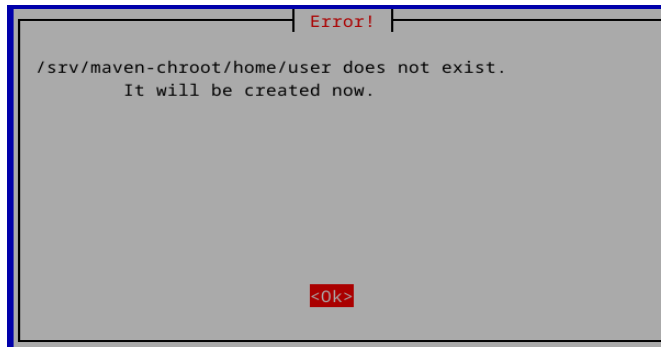 Error!
/srv/maven-chroot/home/user does not exist.
It will be created now.
<Ok>